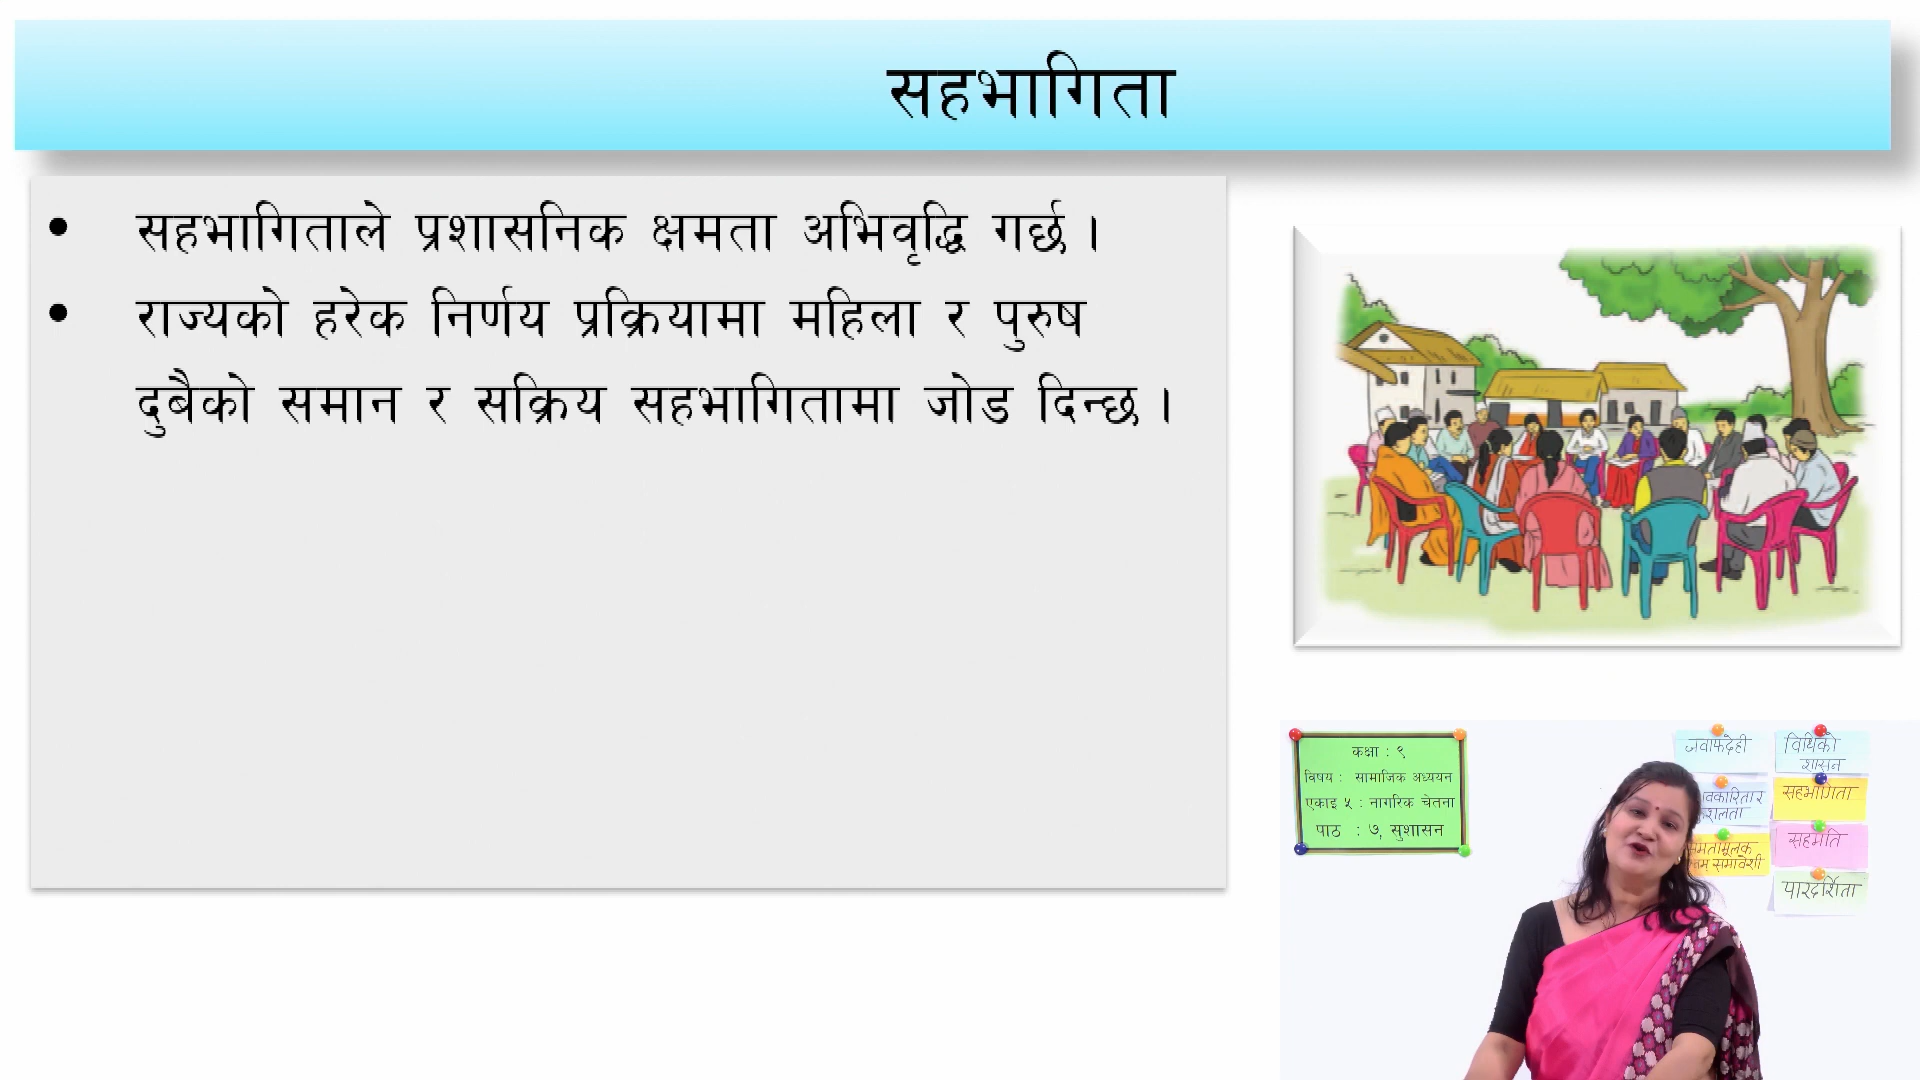 सहभागिता
• सहभागिताले प्रशासनिक क्षमता अभिवृद्धि गर्छ ।
• राज्यको हरेक निर्णय प्रक्रियामा महिला र पुरुष
दुबैको समान र सक्रिय सहभागितामा जोड दिन्छ ।
कक्षा : ९
विषय : सामाजिक अध्ययन
एकाइ ५ : नागरिक चेतना
पाठ : ७, सुशासन
जवाफदेही
विधिको
शासन
सहभागिता
सहमति
समावेशी
पारदर्शिता